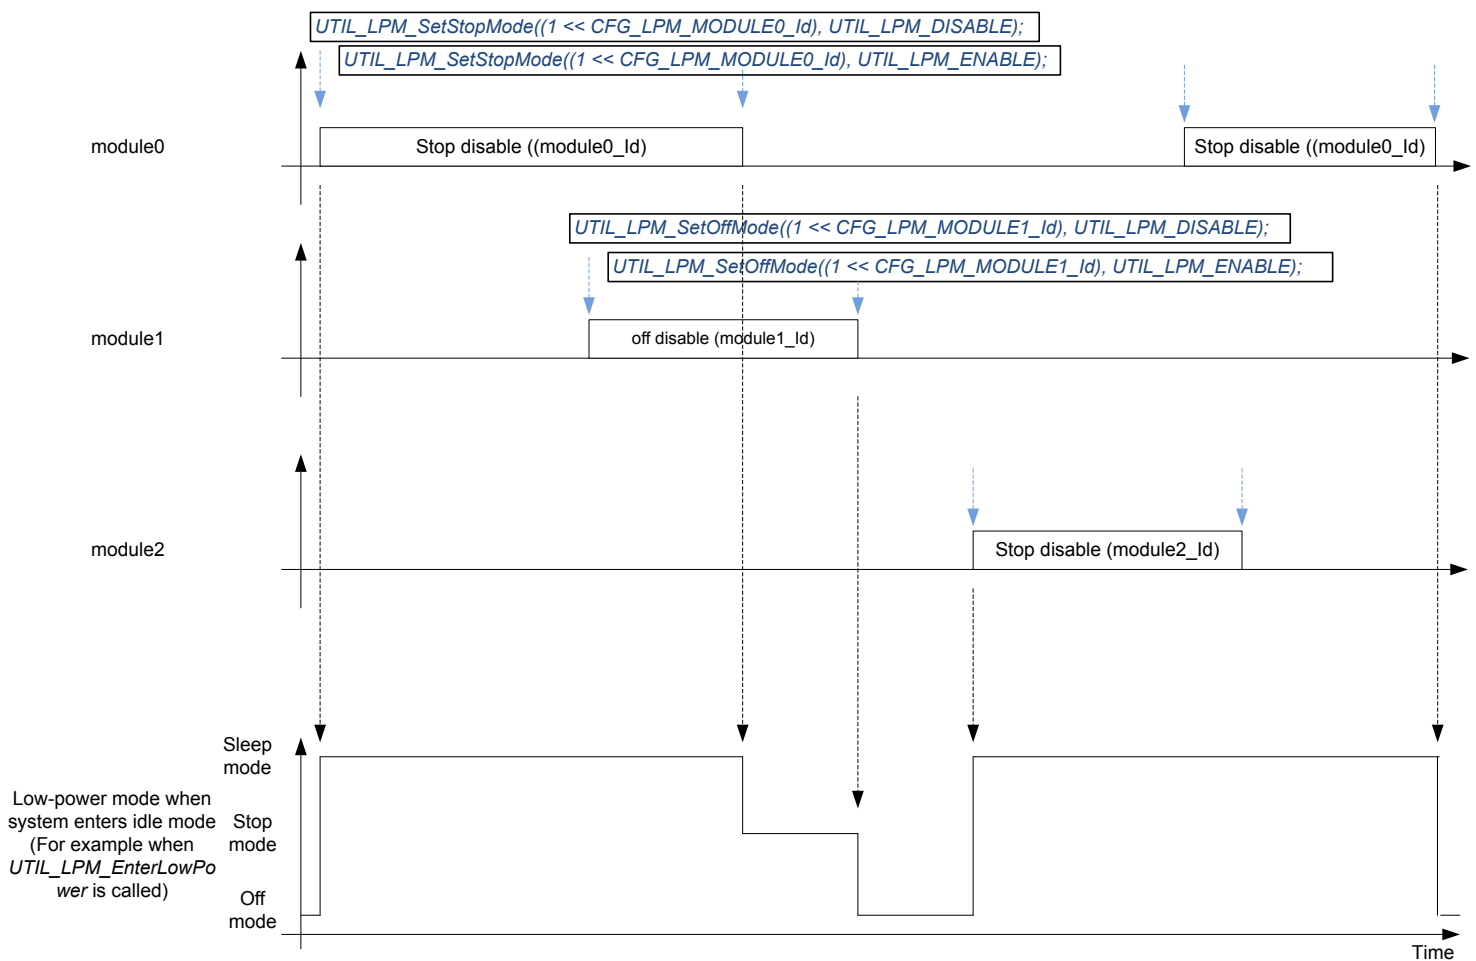 UTIL_LPM_SetStopMode((1 << CFG_LPM_MODULE0_Id), UTIL_LPM_DISABLE);
UTIL_LPM_SetStopMode((1 << CFG_LPM_MODULE0_Id), UTIL_LPM_ENABLE);
module0
Stop disable ((module0_Id)
Stop disable ((module0_Id)
UTIL_LPM_SetOffMode((1 << CFG_LPM_MODULE1_Id), UTIL_LPM_DISABLE);
UTIL_LPM_SetOffMode((1 << CFG_LPM_MODULE1_Id), UTIL_LPM_ENABLE);
module1
off disable (module1_Id)
module2
Stop disable (module2_Id)
Sleep
mode
Low-power mode when
system enters idle mode
(For example when
UTIL_LPM_EnterLowPo
wer is called)
Stop
mode
Off
mode
Time